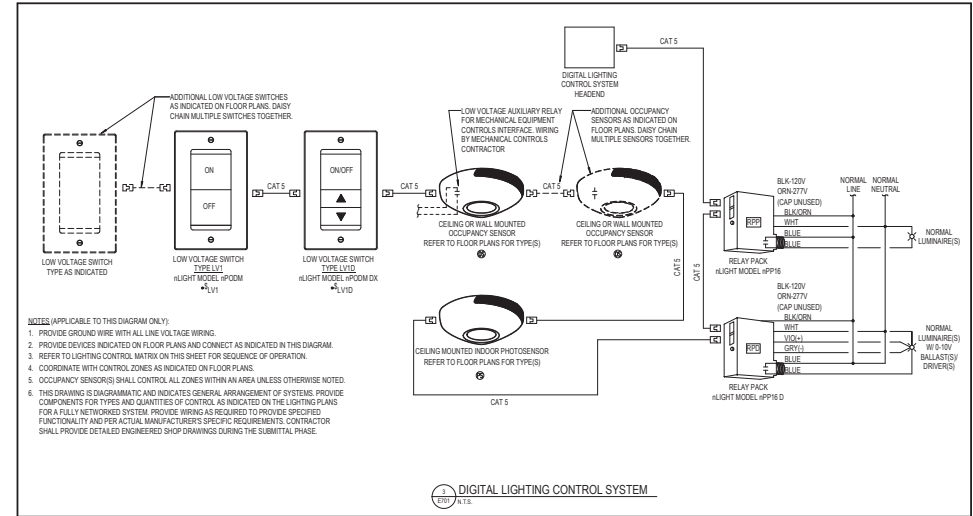 CAT 5
DIGITAL LIGHTING
CONTROL SYSTEM
HEADEND
ADDITIONAL LOW VOLTAGE SWITCHES
AS INDICATED ON FLOOR PLANS. DAISY
CHAIN MULTIPLE SWITCHES TOGETHER.
LOW VOLTAGE AUXILIARY RELAY
FOR MECHANICAL EQUIPMENT
CONTROLS INTERFACE. WIRING
BY MECHANICAL CONTROLS
CONTRACTOR
ADDITIONAL OCCUPANCY
SENSORS AS INDICATED ON
FLOOR PLANS. DAISY CHAIN
MULTIPLE SENSORS TOGETHER.
ON
OFF
CAT 5
ON/OFF
CAT 5
CAT 5
LOW VOLTAGE SWITCH
TYPE AS INDICATED
LOW VOLTAGE SWITCH
TYPE LV1
nLIGHT MODEL nPODM
$LV1
LOW VOLTAGE SWITCH
TYPE LV1D
nLIGHT MODEL nPODM DX
$LV1D
CEILING OR WALL MOUNTED
OCCUPANCY SENSOR
REFER TO FLOOR PLANS FOR TYPE(S)
CEILING OR WALL MOUNTED
OCCUPANCY SENSOR
REFER TO FLOOR PLANS FOR TYPE(S)
CAT 5
CAT 5
BLK-120V
ORN-277V
(CAP UNUSED)
BLK/ORN
WHT
BLUE
BLUE
NORMAL
LINE
NORMAL
NEUTRAL
RPP
NORMAL
LUMINAIRE(S)
RELAY PACK
nLIGHT MODEL nPP16
BLK-120V
ORN-277V
(CAP UNUSED)
BLK/ORN
WHT
VIO(+)
GRY(-)
BLUE
BLUE
RPD
NORMAL
LUMINAIRE(S)
W/ 0-10V
BALLAST(S)/
DRIVER(S)
RELAY PACK
nLIGHT MODEL nPP16 D
CEILING MOUNTED INDOOR PHOTOSENSOR
REFER TO FLOOR PLANS FOR TYPE(S)
CAT 5
NOTES (APPLICABLE TO THIS DIAGRAM ONLY):
1. PROVIDE GROUND WIRE WITH ALL LINE VOLTAGE WIRING.
2. PROVIDE DEVICES INDICATED ON FLOOR PLANS AND CONNECT AS INDICATED IN THIS DIAGRAM.
3. REFER TO LIGHTING CONTROL MATRIX ON THIS SHEET FOR SEQUENCE OF OPERATION.
4. COORDINATE WITH CONTROL ZONES AS INDICATED ON FLOOR PLANS.
5. OCCUPANCY SENSOR(S) SHALL CONTROL ALL ZONES WITHIN AN AREA UNLESS OTHERWISE NOTED.
6. THIS DRAWING IS DIAGRAMMATIC AND INDICATES GENERAL ARRANGEMENT OF SYSTEMS. PROVIDE
COMPONENTS FOR TYPES AND QUANTITIES OF CONTROL AS INDICATED ON THE LIGHTING PLANS
FOR A FULLY NETWORKED SYSTEM. PROVIDE WIRING AS REQUIRED TO PROVIDE SPECIFIED
FUNCTIONALITY AND PER ACTUAL MANUFACTURER'S SPECIFIC REQUIREMENTS. CONTRACTOR
SHALL PROVIDE DETAILED ENGINEERED SHOP DRAWINGS DURING THE SUBMITTAL PHASE.
3
E701
DIGITAL LIGHTING CONTROL SYSTEM
N.T.S.